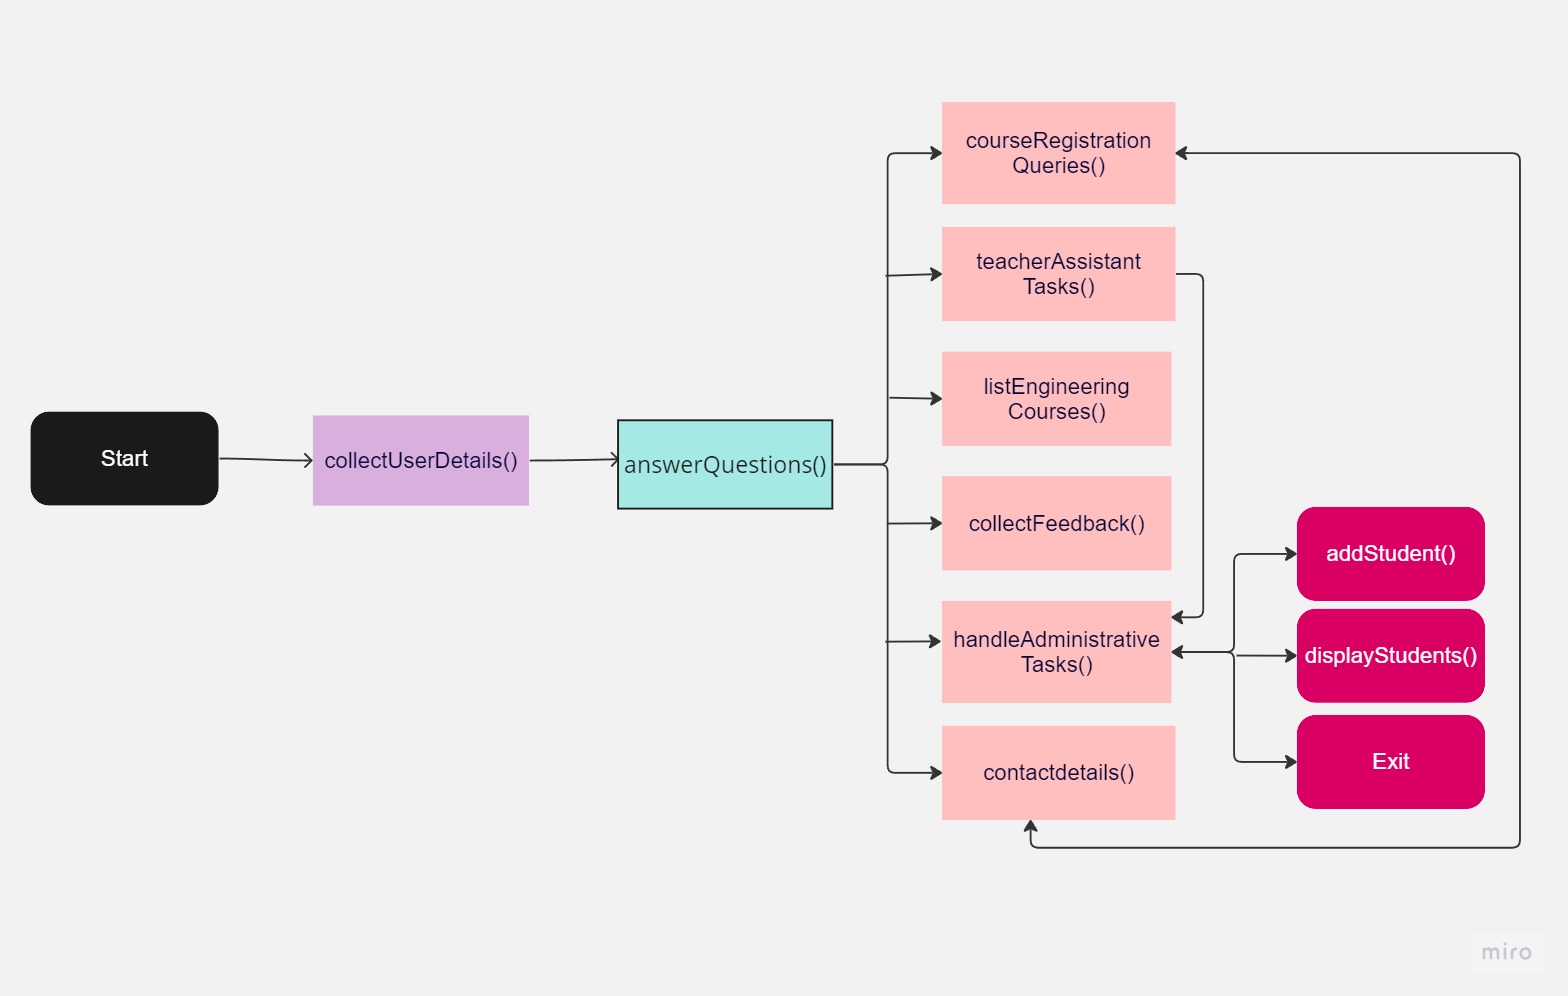 Start
collectUserDetails()
answerQuestions()
courseRegistration
Queries()
teacherAssistant
Tasks()
listEngineering
Courses()
collectFeedback()
handleAdministrative
Tasks()
contactdetails()
addStudent()
displayStudents()
Exit
miro